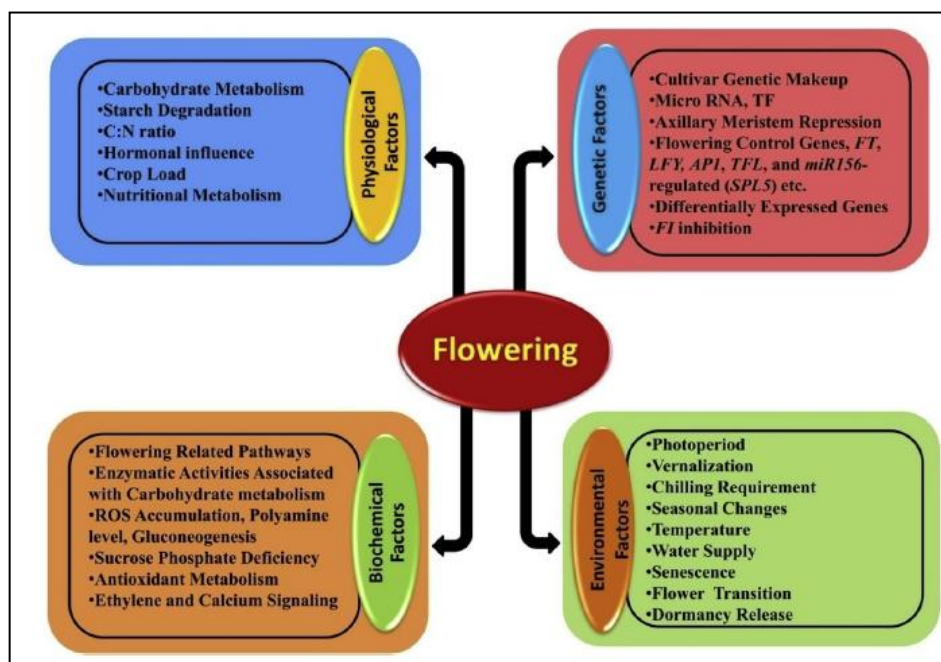 •Carbohydrate Metabolism
•Starch Degradation
•C:N ratio
•Hormonal influence
•Crop Load
•Nutritional Metabolism
Physiological
Factors
Genetic Factors
•Cultivar Genetic Makeup
•Micro RNA, TF
•Axillary Meristem Repression
•Flowering Control Genes, FT,
LFY, AP1, TFL, and miR156-
regulated (SPL5) etc.
•Differentially Expressed Genes
•FI inhibition
Flowering
•Flowering Related Pathways
•Enzymatic Activities Associated
with Carbohydrate metabolism
•ROS Accumulation, Polyamine
level, Gluconeogenesis
•Sucrose Phosphate Deficiency
•Antioxidant Metabolism
•Ethylene and Calcium Signaling
Biochemical
Factors
Environmental
Factors
•Photoperiod
•Vernalization
•Chilling Requirement
•Seasonal Changes
•Temperature
•Water Supply
•Senescence
•Flower Transition
•Dormancy Release